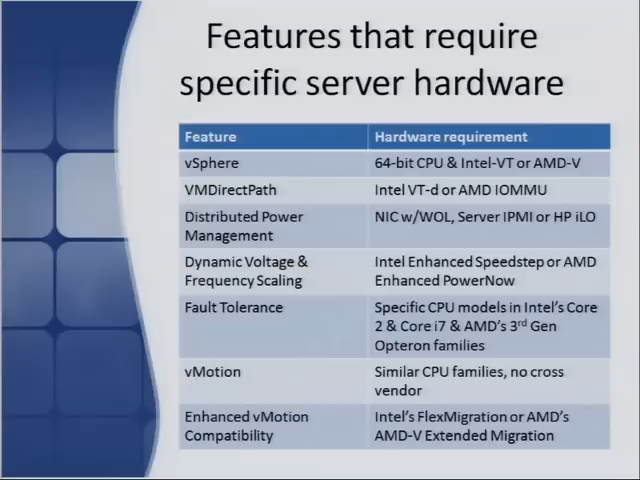 Features that require
specific server hardware
Feature
Hardware requirement
vSphere
64-bit CPU & Intel-VT or AMD-V
VMDirectPath
Intel VT-d or AMD IOMMU
Distributed Power
Management
NIC w/WOL, Server IPMI or HP iLO
Dynamic Voltage &
Frequency Scaling
Intel Enhanced Speedstep or AMD
Enhanced PowerNow
Fault Tolerance
Specific CPU models in Intel's Core
2 & Core i7 & AMD's 3rd Gen
Opteron families
vMotion
Similar CPU families, no cross
vendor
Enhanced vMotion
Compatibility
Intel's FlexMigration or AMD's
AMD-V Extended Migration